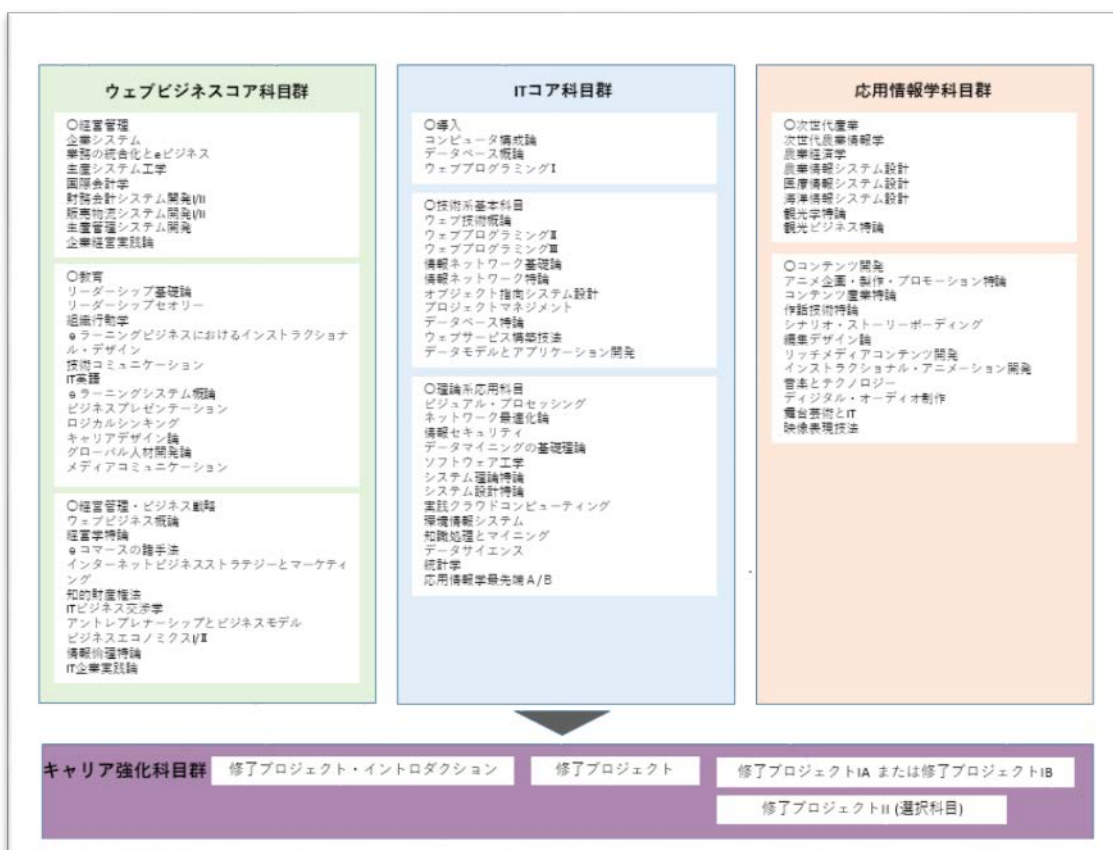 ウェブビジネスコア科目群
〇経営管理
企業システム
業務の統合化とeビジネス
生産システム工学
国際会計学
財務会計システム開発I/II
販売物流システム開発I/II
生産管理システム開発
企業経営実践論
〇教育
リーダーシップ基礎論
リーダーシップセオリー
組織行動学
eラーニングビジネスにおけるインストラクショナ
ル・デザイン
技術コミュニケーション
IT英語
eラーニングシステム概論
ビジネスプレゼンテーション
ロジカルシンキング
キャリアデザイン論
グローバル人材開発論
メディアコミュニケーション
〇経営管理・ビジネス戦略
ウェブビジネス概論
経営学特論
eコマースの諸手法
インターネットビジネスストラテジーとマーケティ
ング
知的財産権法
ITビジネス交渉学
アントレプレナーシップとビジネスモデル
ビジネスエコノミクスI/Ⅱ
情報倫理特論
IT企業実践論
ITコア科目群
〇導入
コンピュータ構成論
データベース概論
ウェブプログラミングⅠ
〇技術系基本科目
ウェブ技術概論
ウェブプログラミングⅡ
ウェブプログラミングⅢ
情報ネットワーク基礎論
情報ネットワーク特論
オブジェクト指向システム設計
プロジェクトマネジメント
データベース特論
ウェブサービス構築技法
データモデルとアプリケーション開発
〇理論系応用科目
ビジュアル・プロセッシング
ネットワーク最適化論
情報セキュリティ
データマイニングの基礎理論
ソフトウェア工学
システム理論特論
システム設計特論
実践クラウドコンピューティング
環境情報システム
知識処理とマイニング
データサイエンス
統計学
応用情報学最先端A/B
応用情報学科目群
〇次世代産業
次世代農業情報学
農業経済学
農業情報システム設計
医療情報システム設計
海洋情報システム設計
観光学特論
観光ビジネス特論
〇コンテンツ開発
アニメ企画・製作・プロモーション特論
コンテンツ産業特論
作話技術特論
シナリオ・ストーリーボーディング
編集デザイン論
リッチメディアコンテンツ開発
インストラクショナル・アニメーション開発
音楽とテクノロジー
ディジタル・オーディオ制作
舞台芸術とIT
映像表現技法
キャリア強化科目群
修了プロジェクト・イントロダクション
修了プロジェクト
修了プロジェクトIA または修了プロジェクトIB
修了プロジェクトII (選択科目)